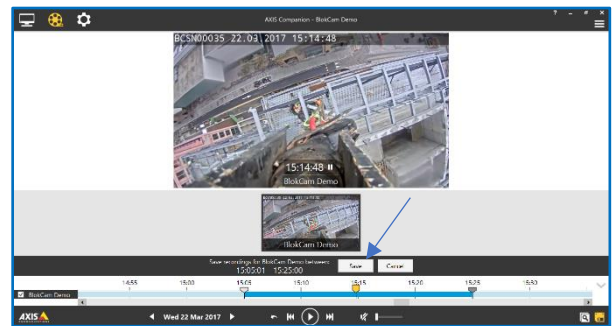 AXIS Companion - BlokCam Demo
BCSN00035 22.03.2017 15:14:48
15:14:48
BlokCam Demo
BlokCam Demo
Save recordings for BlokCam Demo between:
15:05:01 15:25:00
Save Cancel
14:55 15:00 15:05 15:10 15:15 15:20 15:25 15:30
BlokCam Demo
AXIS
Wed 22 Mar 2017